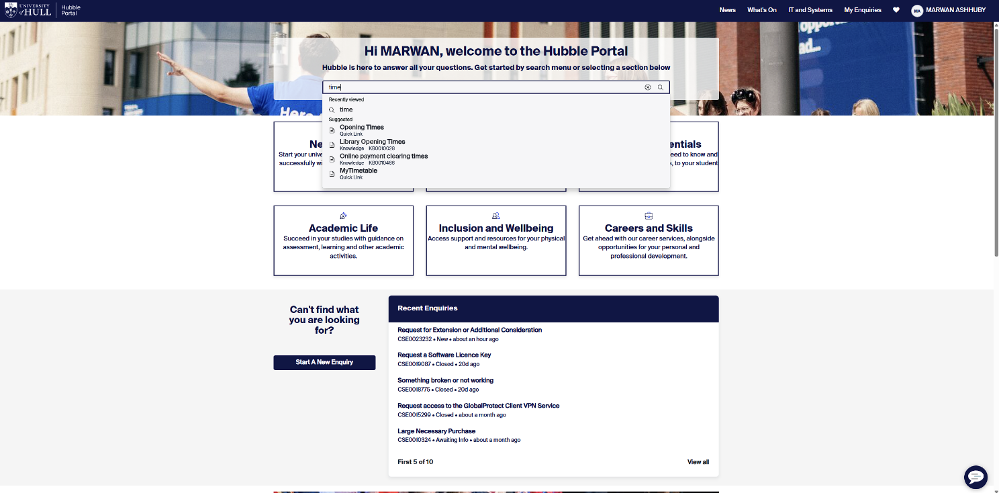 UNIVERSITY
of HULL
Hubble
Portal
News
What's On
IT and Systems
My Enquiries
MA
MARWAN ASHHUBY
Hi MARWAN, welcome to the Hubble Portal
Hubble is here to answer all your questions. Get started by search menu or selecting a section below
time
Recently viewed
time
Suggested
Opening Times
Quick Link
Library Opening Times
Knowledge KB0010028
Online payment clearing times
Knowledge KB0010466
MyTimetable
Quick Link
Here
oppo
ad...
Ne
Start your unive
successfully wi
entials
eed to know and
s, to your student
Academic Life
Succeed in your studies with guidance on
assessment, learning and other academic
activities.
Inclusion and Wellbeing
Access support and resources for your physical
and mental wellbeing.
Careers and Skills
Get ahead with our career services, alongside
opportunities for your personal and
professional development.
Can't find what
you are looking
for?
Start A New Enquiry
Recent Enquiries
Request for Extension or Additional Consideration
CSE0023232 • New • about an hour ago
Request a Software Licence Key
CSE0019087 • Closed • 20d ago
Something broken or not working
CSE0018775 • Closed • 20d ago
Request access to the GlobalProtect Client VPN Service
CSE0015299 • Closed • about a month ago
Large Necessary Purchase
CSE0010324 • Awaiting Info • about a month ago
First 5 of 10
View all